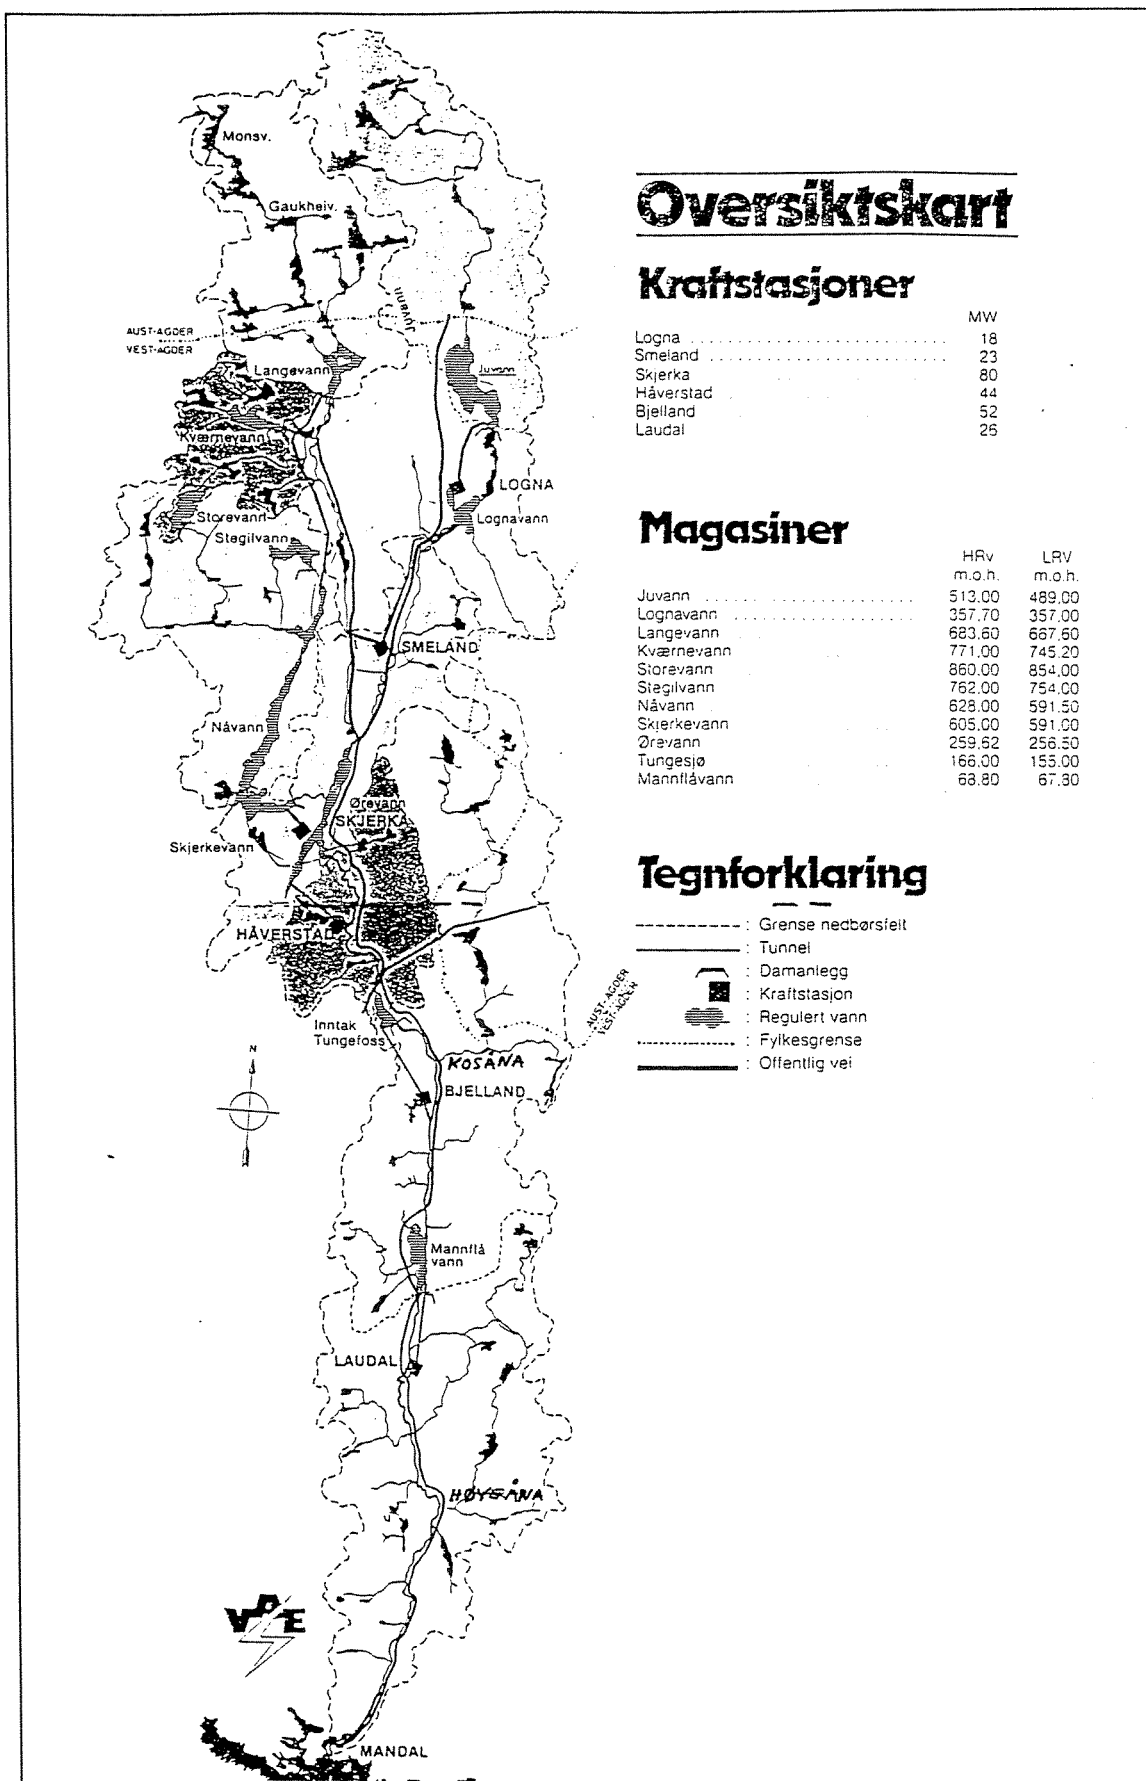 Monsv.
Gaukheiv.
AUST-AGDER
VEST-AGDER
Langevann
Juvann
Kværnevann
LOGNA
Storevann
Lognavann
Stegilvann
SMELAND
Nåvann
Ørevann
SKJERKA
Skjerkevann
HÅVERSTAD
AUST-AGDER
VEST-AGDER
Inntak
Tungefoss
KOSÅNA
BJELLAND
N
Mannflå
vann
LAUDAL
HØYEÅNA
VAE
MANDAL
Oversiktskart
Kraftstasjoner
MW
Logna 18
Smeland 23
Skjerka 80
Håverstad 44
Bjelland 52
Laudal 26
Magasiner
HRv LRV
m.o.h. m.o.h.
Juvann 513.00 489.00
Lognavann 357.70 357.00
Langevann 683.60 667.60
Kværnevann 771.00 745.20
Storevann 860.00 854.00
Stegilvann 762.00 754.00
Nåvann 628.00 591.50
Skjerkevann 605.00 591.00
Ørevann 259.62 256.50
Tungesjø 166.00 155.00
Mannflåvann 68.80 67.80
Tegnforklaring
: Grense nedbørsfelt
: Tunnel
: Damanlegg
: Kraftstasjon
: Regulert vann
: Fylkesgrense
: Offentlig vei